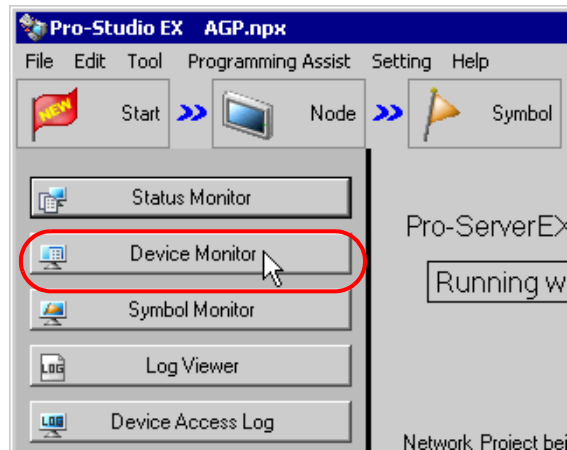 Pro-Studio EX AGP.npx
File Edit Tool Programming Assist Setting Help
NEW Start Node Symbol
Status Monitor
Device Monitor
Pro-ServerEX
Running w
Symbol Monitor
LOG Log Viewer
LOG Device Access Log
Network Project bei